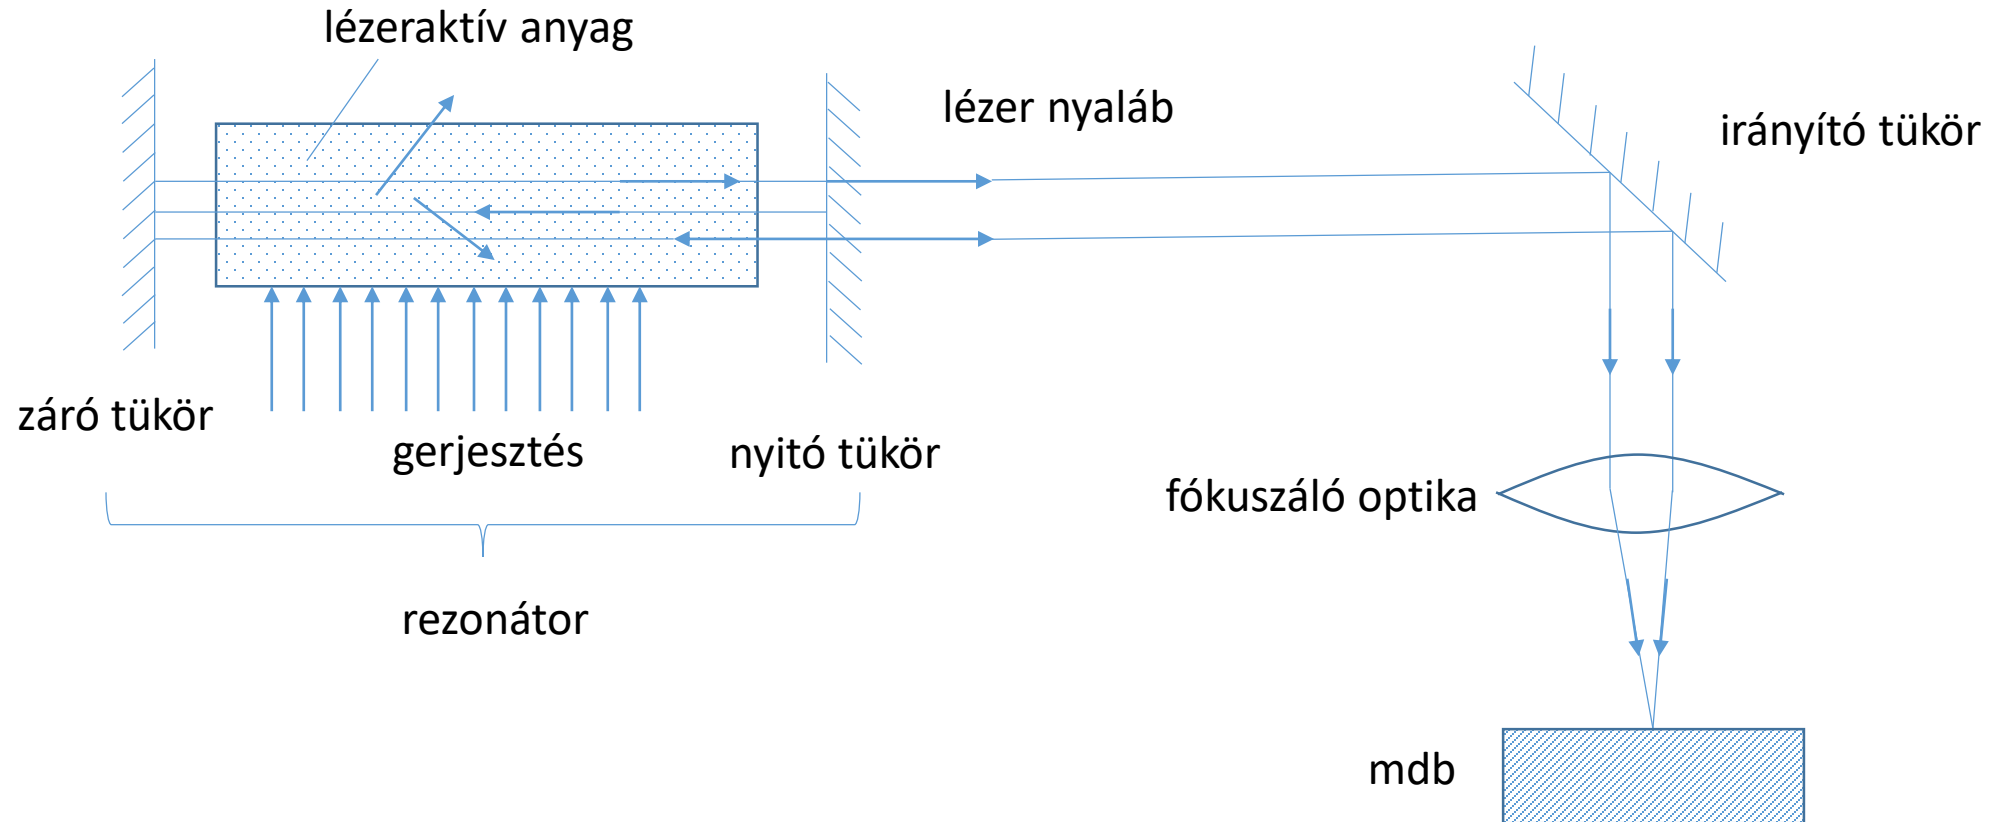 lézeraktív anyag
lézer nyaláb
irányító tükör
záró tükör
gerjesztés
nyitó tükör
fókuszáló optika
rezonátor
mdb